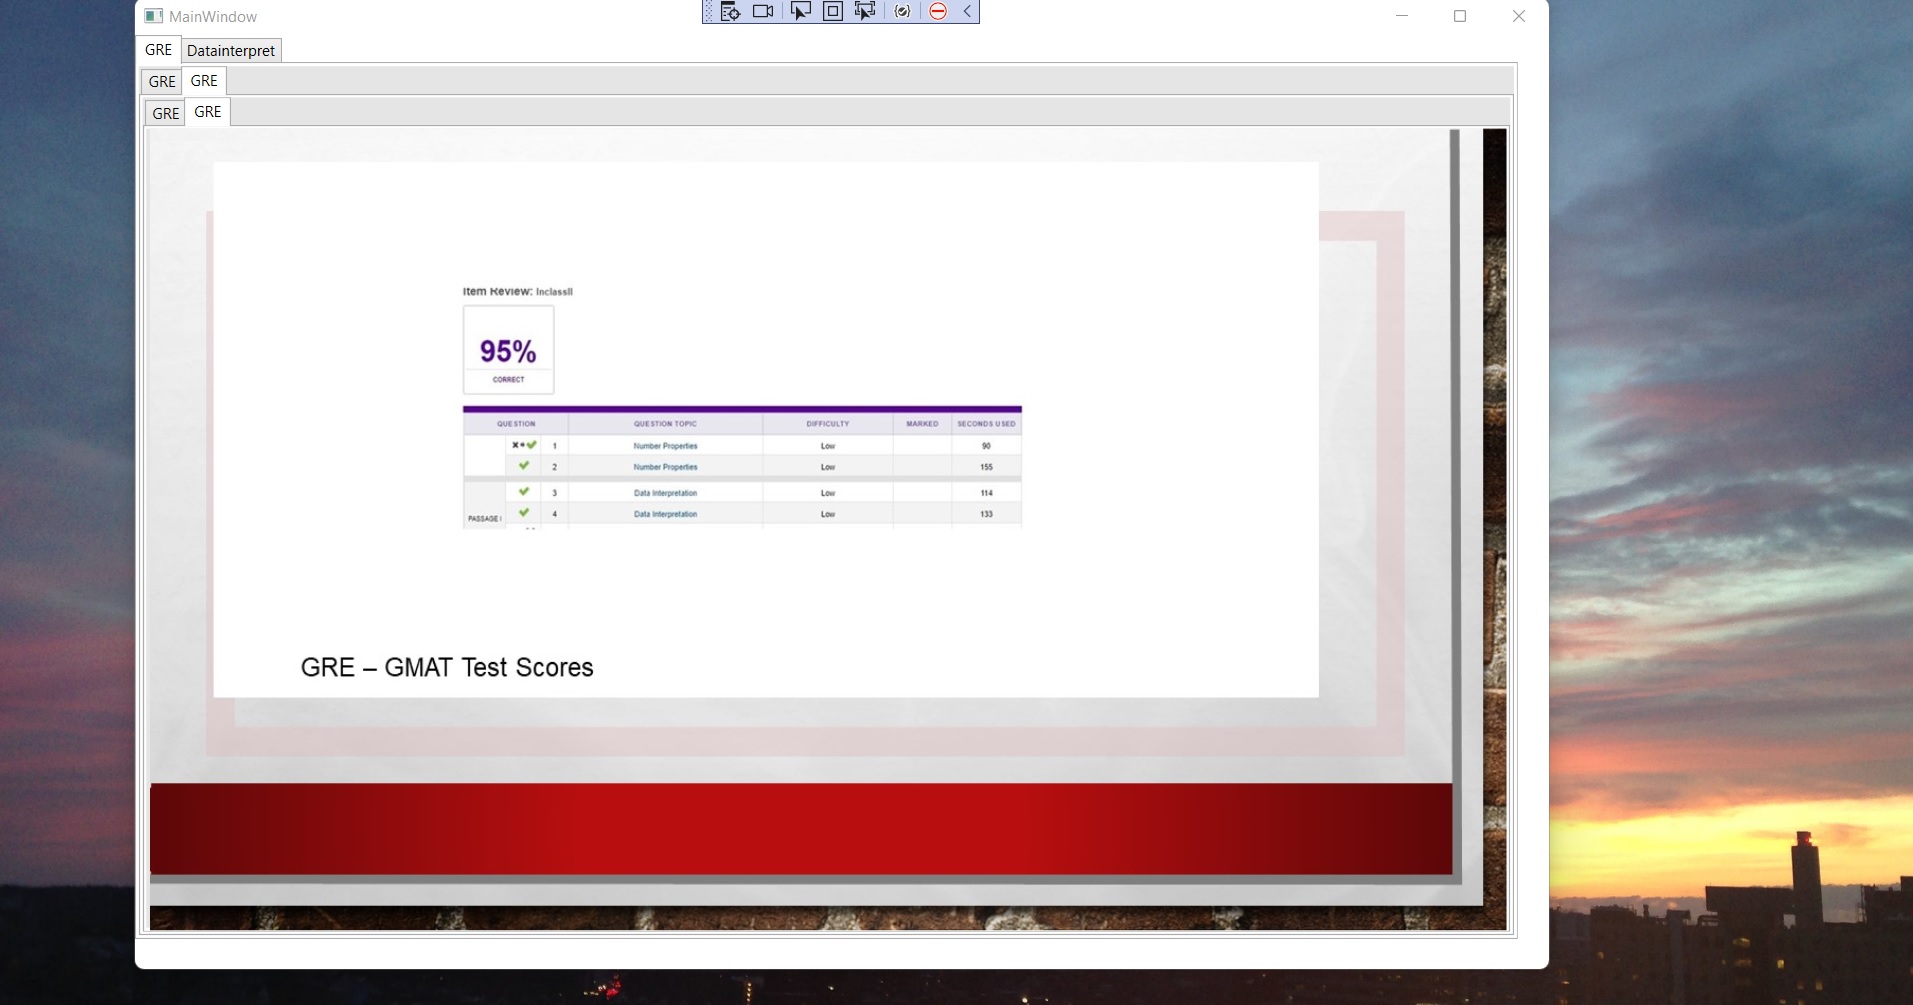 MainWindow
GRE Datainterpret
GRE GRE
GRE GRE
Item Review: InclassII
95%
CORRECT
QUESTION QUESTION TOPIC DIFFICULTY MARKED SECONDS USED
1 Number Properties Low 90
2 Number Properties Low 155
3 Data Interpretation Low 114
PASSAGE I 4 Data Interpretation Low 133
GRE – GMAT Test Scores